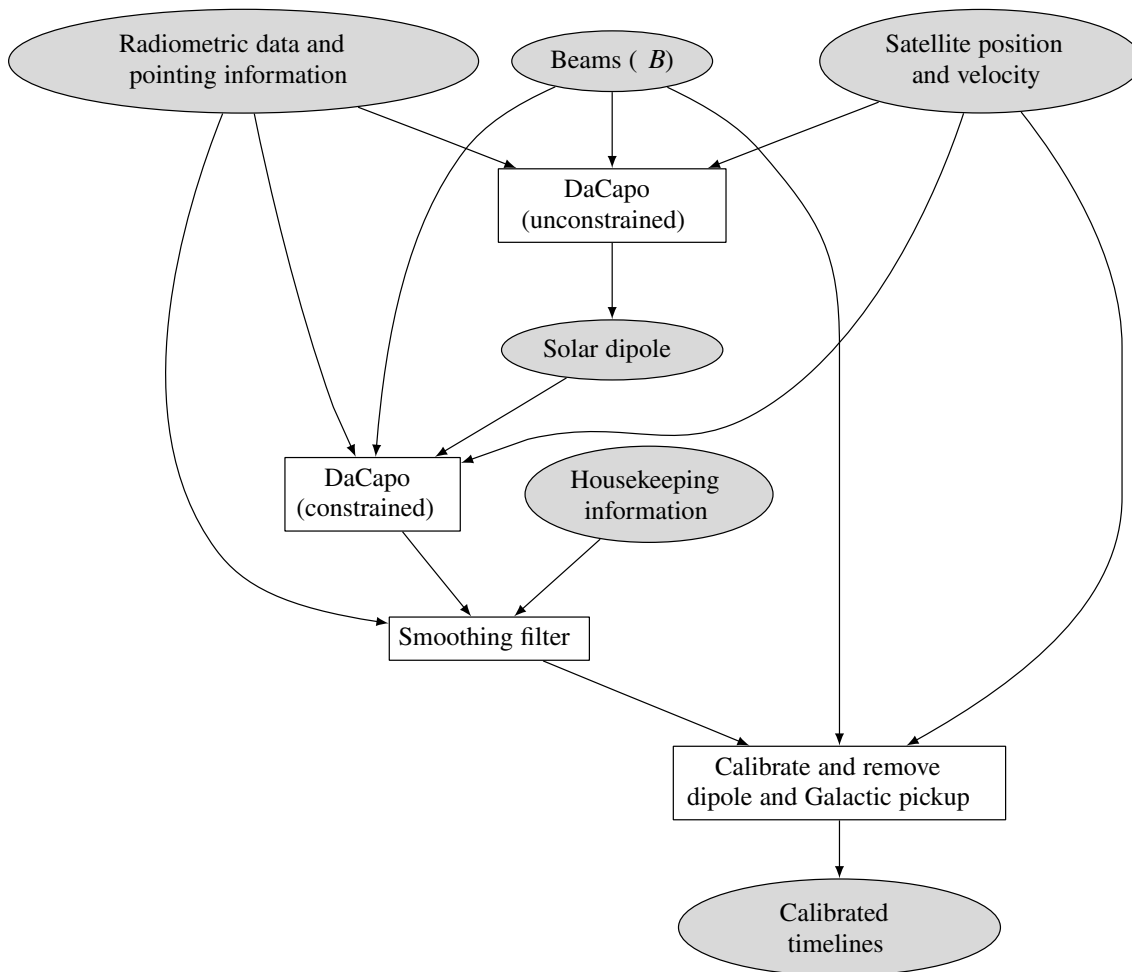 Radiometric data and
pointing information
Beams ( B)
Satellite position
and velocity
DaCapo
(unconstrained)
Solar dipole
DaCapo
(constrained)
Housekeeping
information
Smoothing filter
Calibrate and remove
dipole and Galactic pickup
Calibrated
timelines